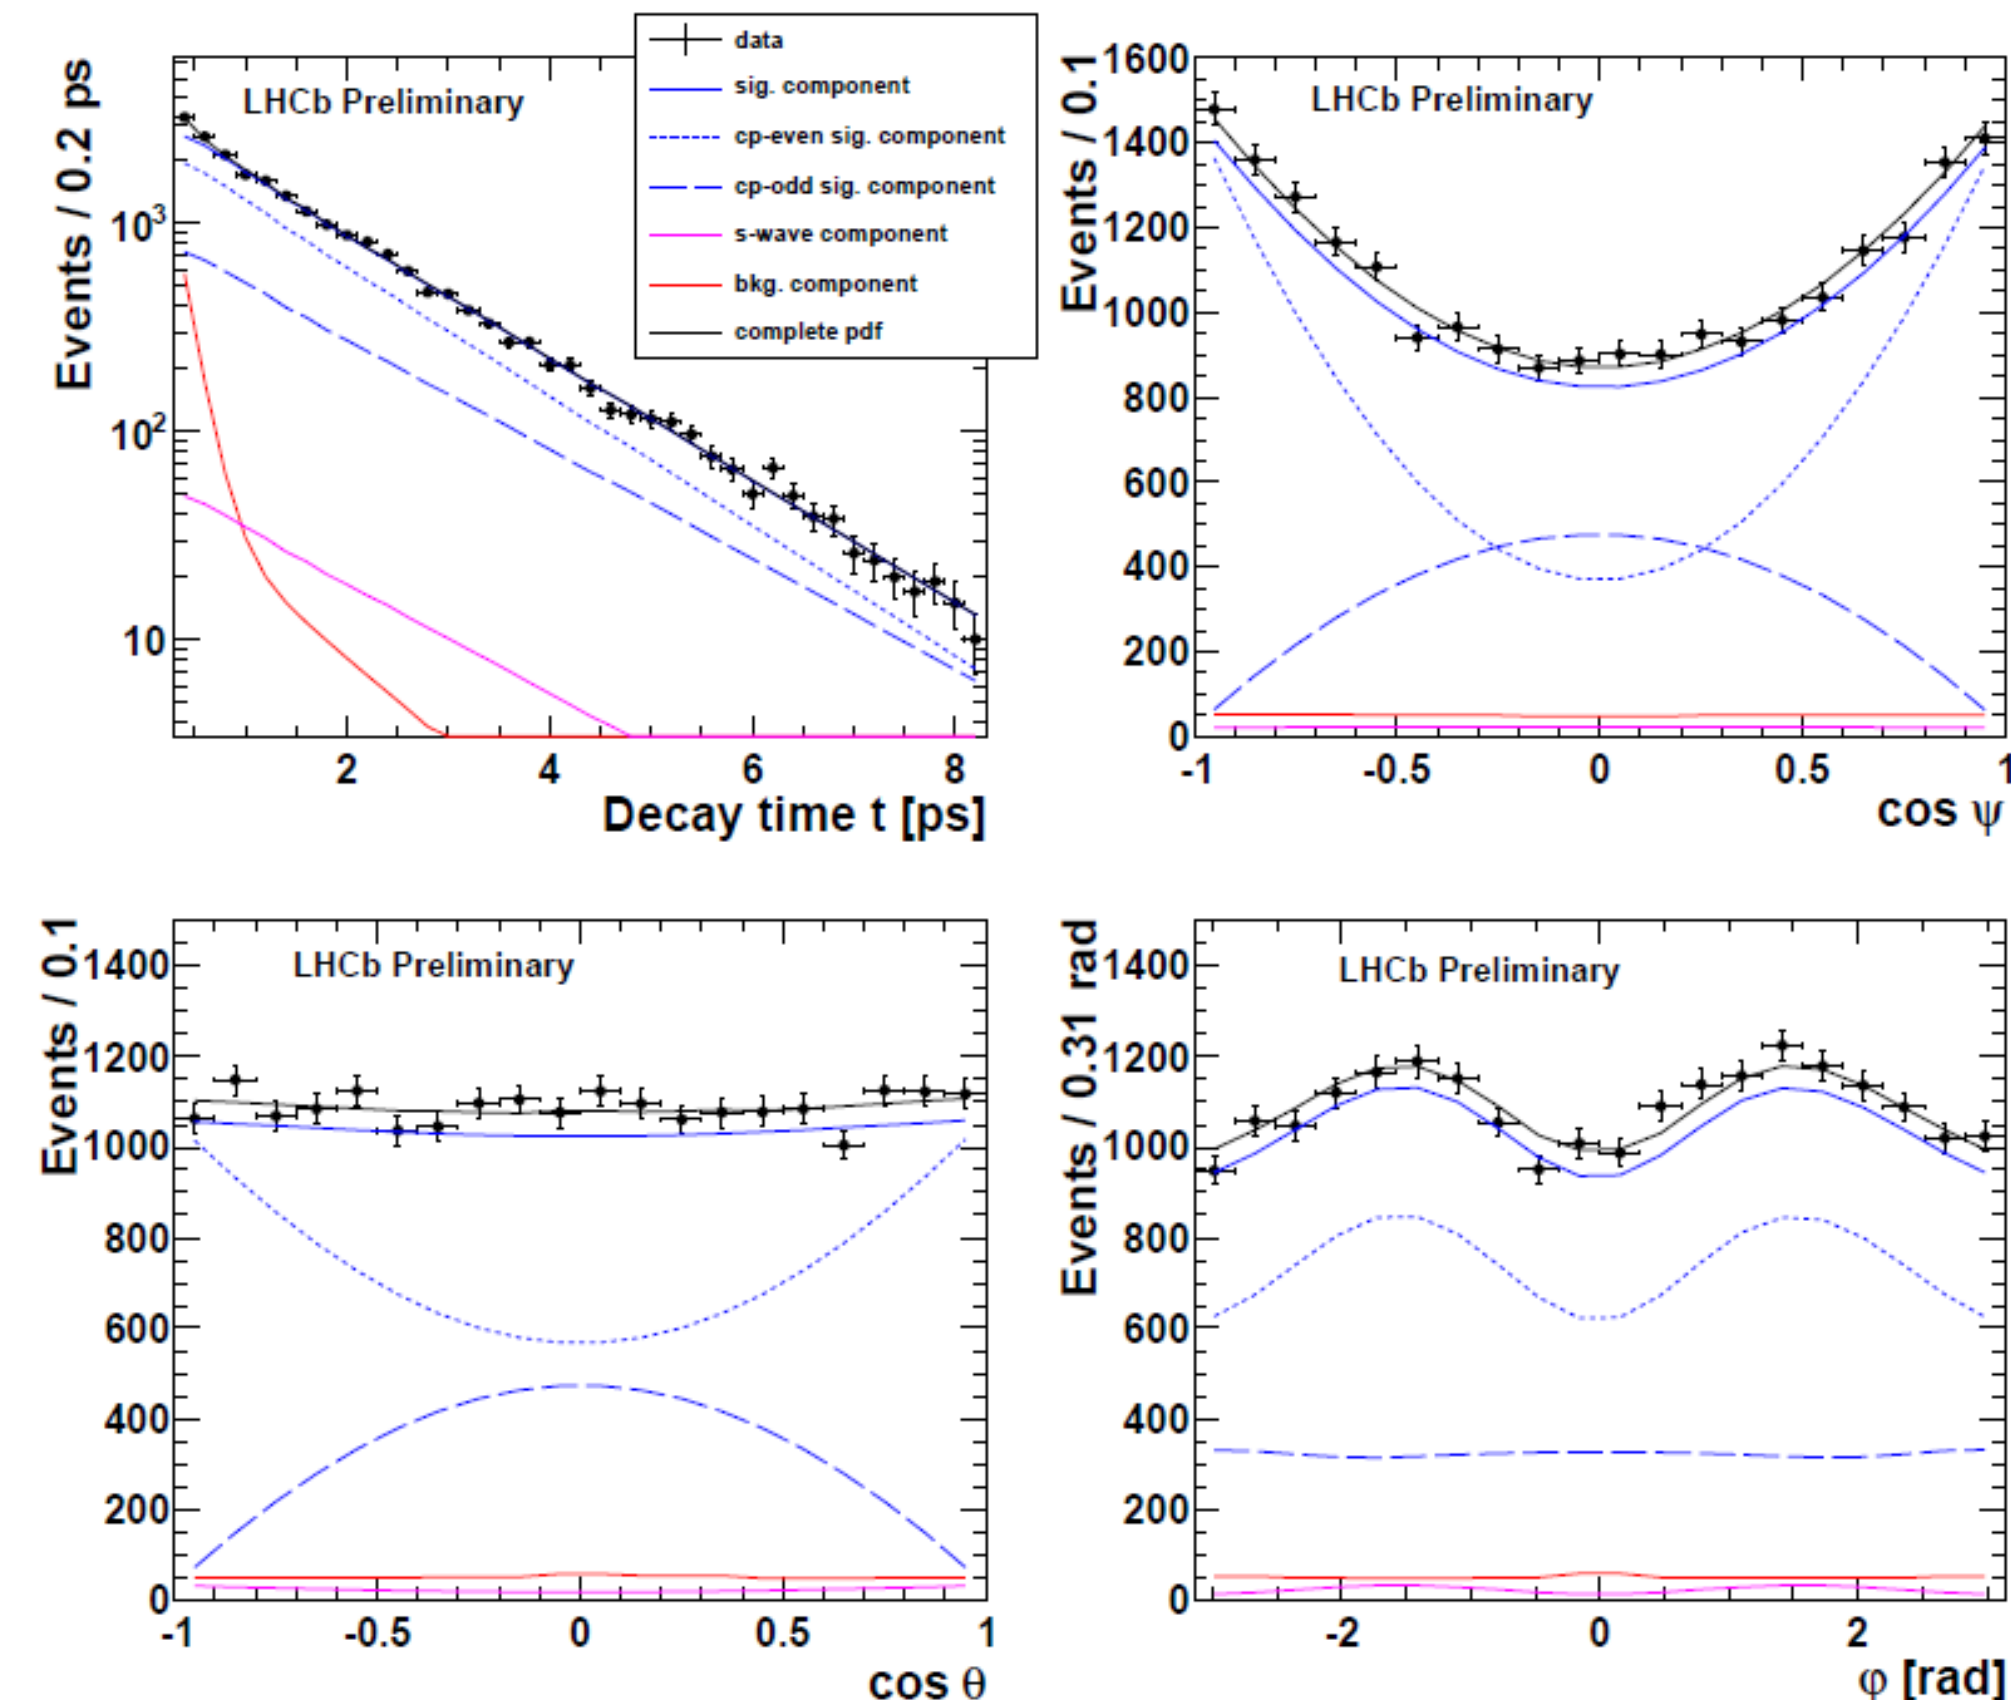 data
sig. component
cp-even sig. component
cp-odd sig. component
s-wave component
bkg. component
complete pdf
LHCb Preliminary
Events / 0.2 ps
10³
10²
10
2 4 6 8
Decay time t [ps]
LHCb Preliminary
Events / 0.1
1600
1400
1200
1000
800
600
400
200
0
-1 -0.5 0 0.5 1
cos ψ
LHCb Preliminary
Events / 0.1
1400
1200
1000
800
600
400
200
0
-1 -0.5 0 0.5 1
cos θ
LHCb Preliminary
Events / 0.31 rad
1400
1200
1000
800
600
400
200
0
-2 0 2
φ [rad]